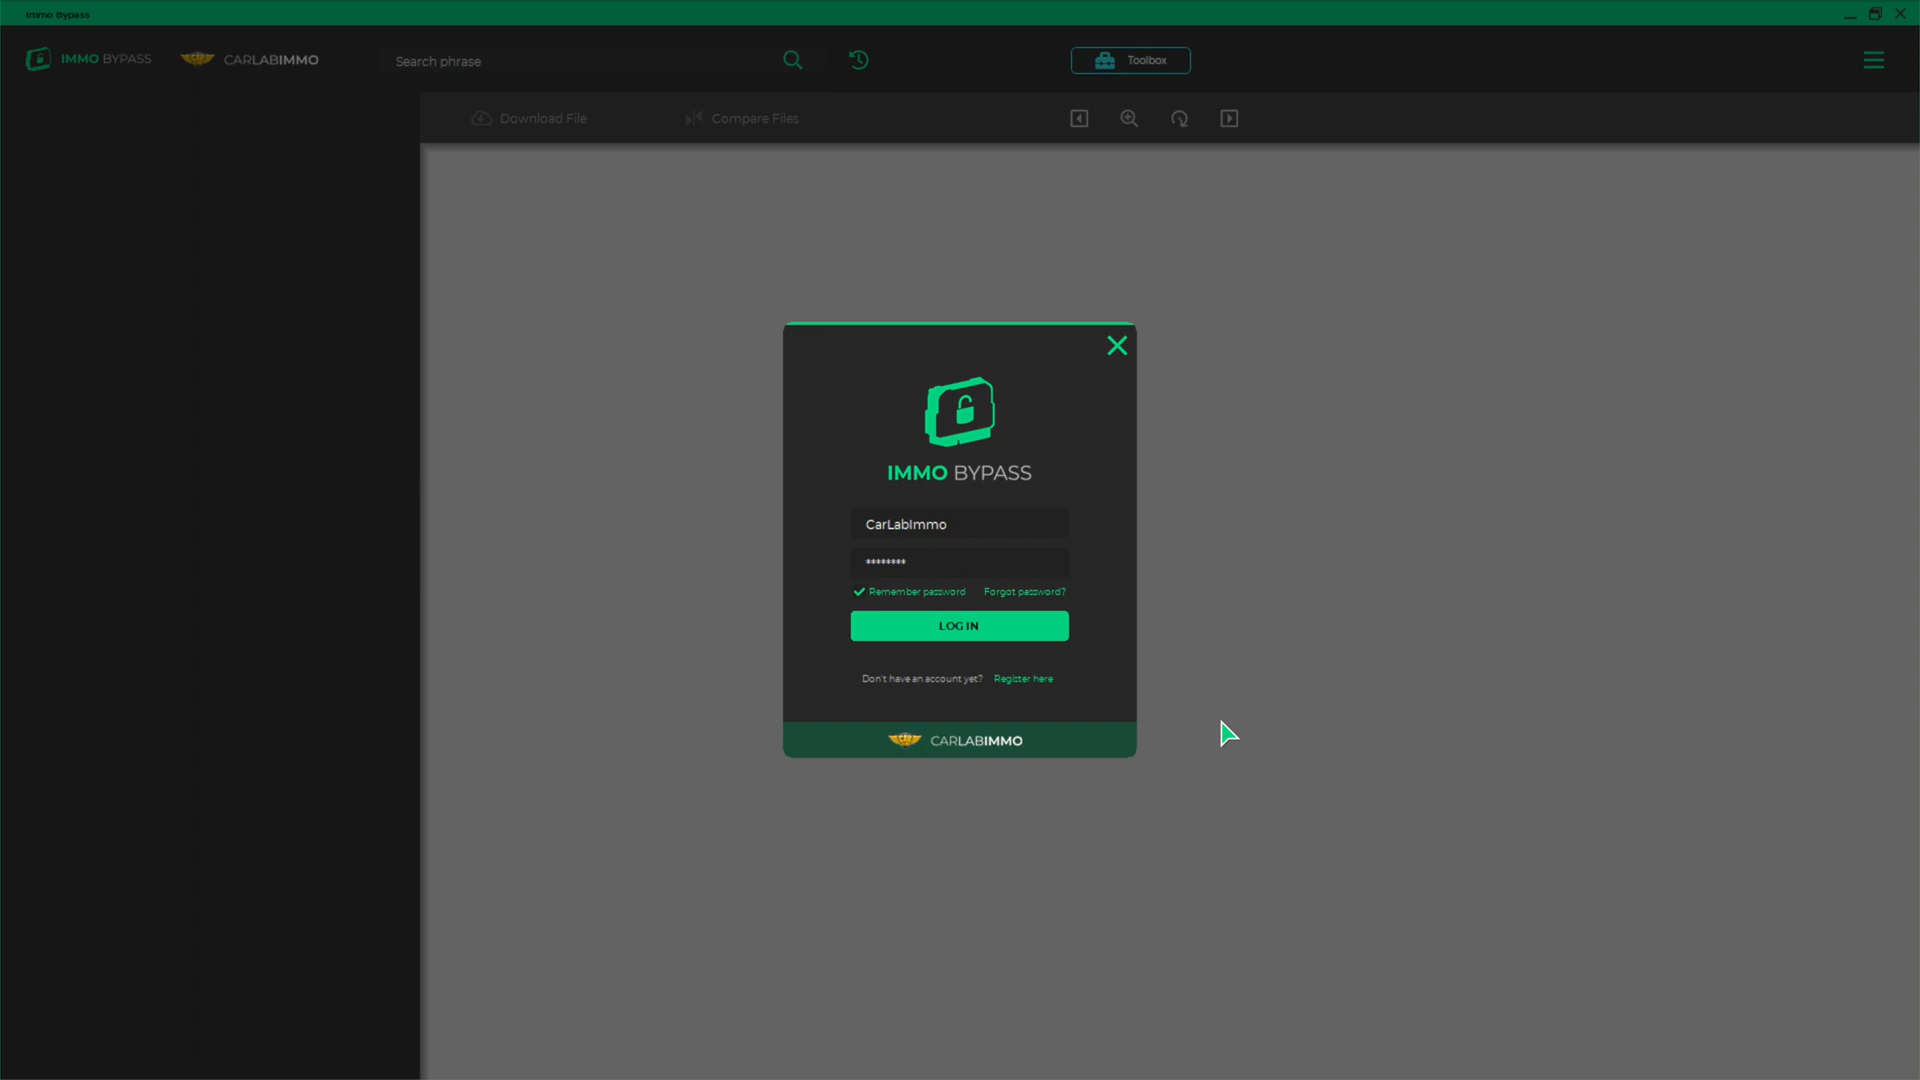 Immo Bypass
IMMO BYPASS
CARLABIMMO
Search phrase
Toolbox
Download File
Compare Files
IMMO BYPASS
CarLabImmo
********
Remember password
Forgot password?
LOG IN
Don't have an account yet? Register here
CARLABIMMO